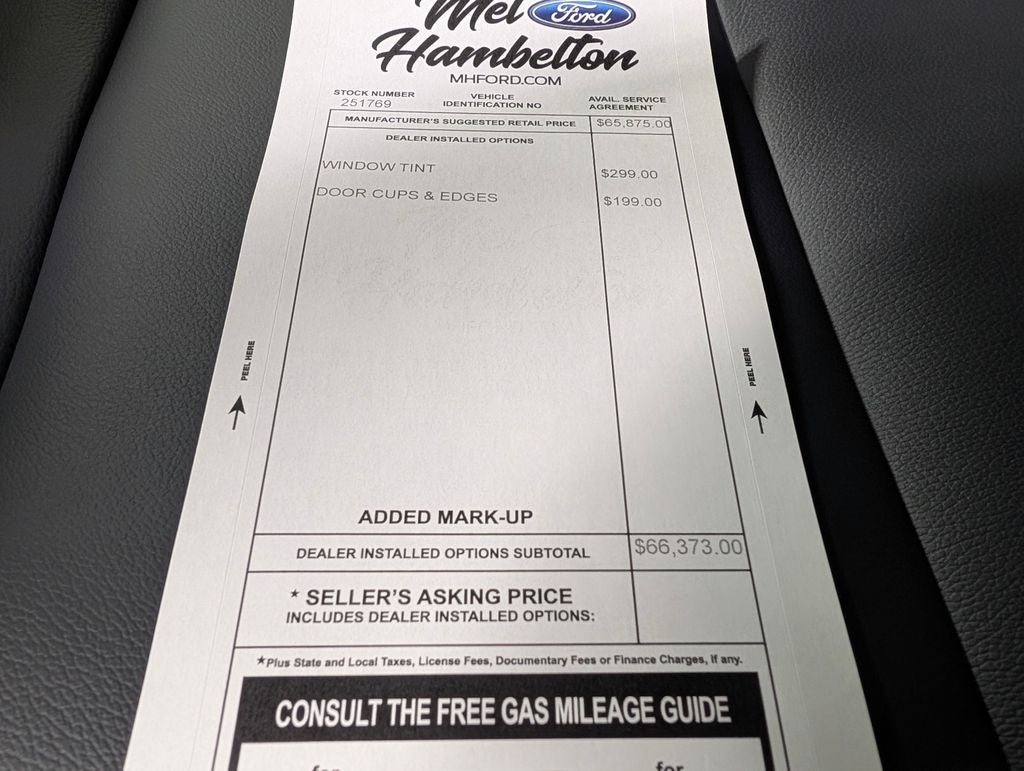 Mel Ford
Hambelton
MHFORD.COM
STOCK NUMBER
251769
VEHICLE
IDENTIFICATION NO
AVAIL. SERVICE
AGREEMENT
MANUFACTURER'S SUGGESTED RETAIL PRICE $65,875.00
DEALER INSTALLED OPTIONS
WINDOW TINT $299.00
DOOR CUPS & EDGES $199.00
PEEL HERE
PEEL HERE
ADDED MARK-UP
DEALER INSTALLED OPTIONS SUBTOTAL $66,373.00
* SELLER'S ASKING PRICE
INCLUDES DEALER INSTALLED OPTIONS:
*Plus State and Local Taxes, License Fees, Documentary Fees or Finance Charges, if any.
CONSULT THE FREE GAS MILEAGE GUIDE
for for